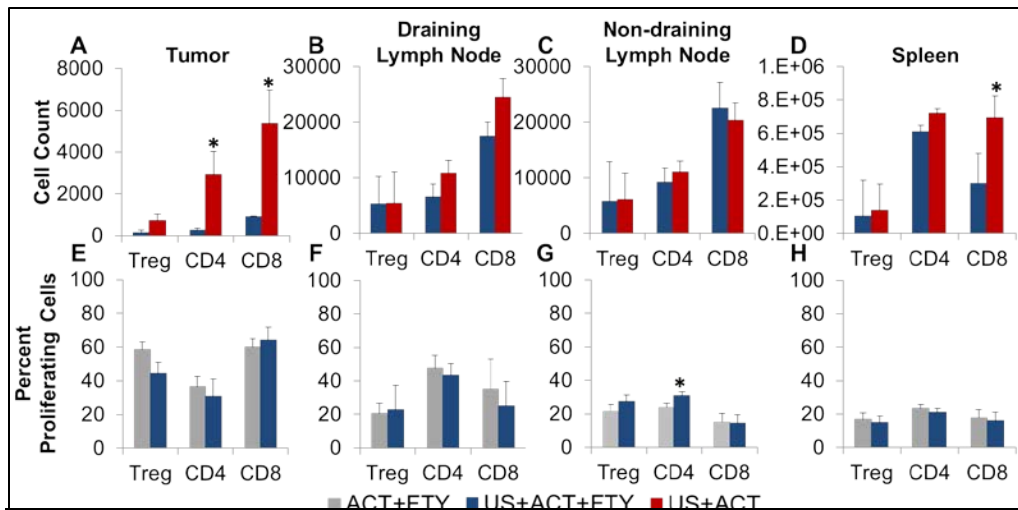 A Tumor
B Draining Lymph Node
C Non-draining Lymph Node
D Spleen
Cell Count
8000
6000
4000
2000
0
* *
Treg CD4 CD8
30000
20000
10000
0
Treg CD4 CD8
30000
20000
10000
0
Treg CD4 CD8
1.E+06
8.E+05
6.E+05
4.E+05
2.E+05
0.E+00
*
Treg CD4 CD8
Percent Proliferating Cells
E
100
80
60
40
20
0
Treg CD4 CD8
F
100
80
60
40
20
0
Treg CD4 CD8
G
100
80
60
40
20
0
*
Treg CD4 CD8
H
100
80
60
40
20
0
Treg CD4 CD8
ACT+FTY US+ACT+FTY US+ACT